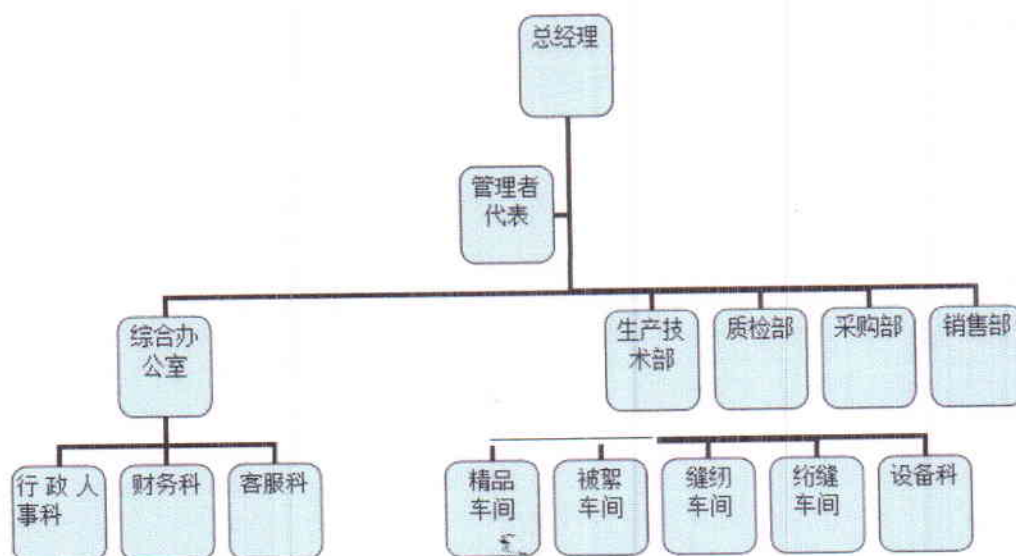 总经理
管理者
代表
综合办
公室
生产技
术部
质检部
采购部
销售部
行政人
事科
财务科
客服科
精品
车间
被絮
车间
缝纫
车间
绗缝
车间
设备科